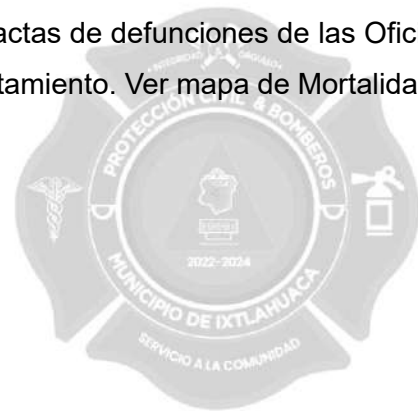 actas de defunciones de las Ofic
tamiento. Ver mapa de Mortalida
INTEGRIDAD
ORGULLO
PROTECCIÓN CIVIL & BOMBEROS
2022-2024
MUNICIPIO DE IXTLAHUACA
SERVICIO A LA COMUNIDAD